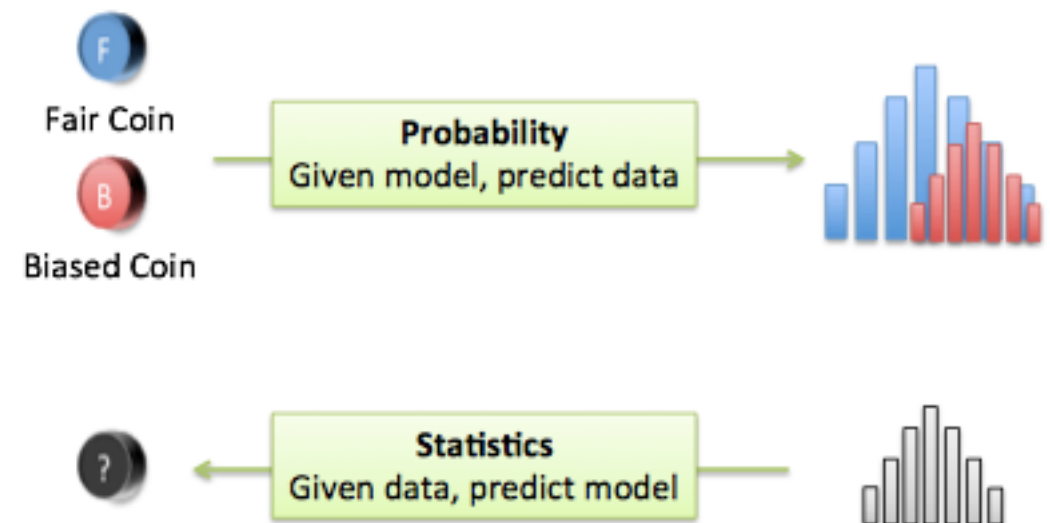 F
Fair Coin
B
Biased Coin
Probability
Given model, predict data
?
Statistics
Given data, predict model